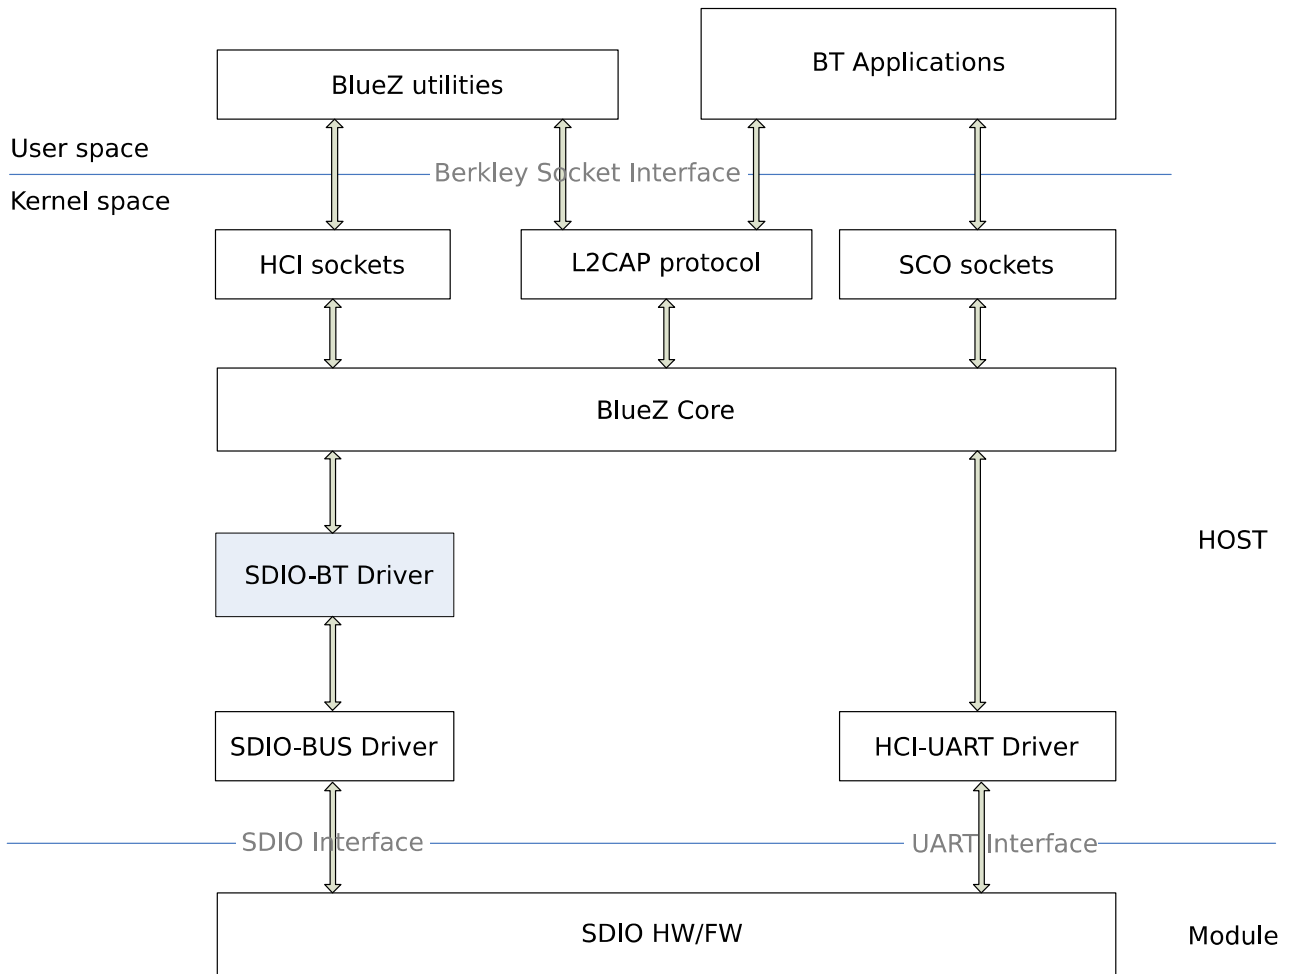 BT Applications
BlueZ utilities
User space
Berkley Socket Interface
Kernel space
HCI sockets
L2CAP protocol
SCO sockets
BlueZ Core
HOST
SDIO-BT Driver
SDIO-BUS Driver
HCI-UART Driver
SDIO Interface
UART Interface
SDIO HW/FW
Module